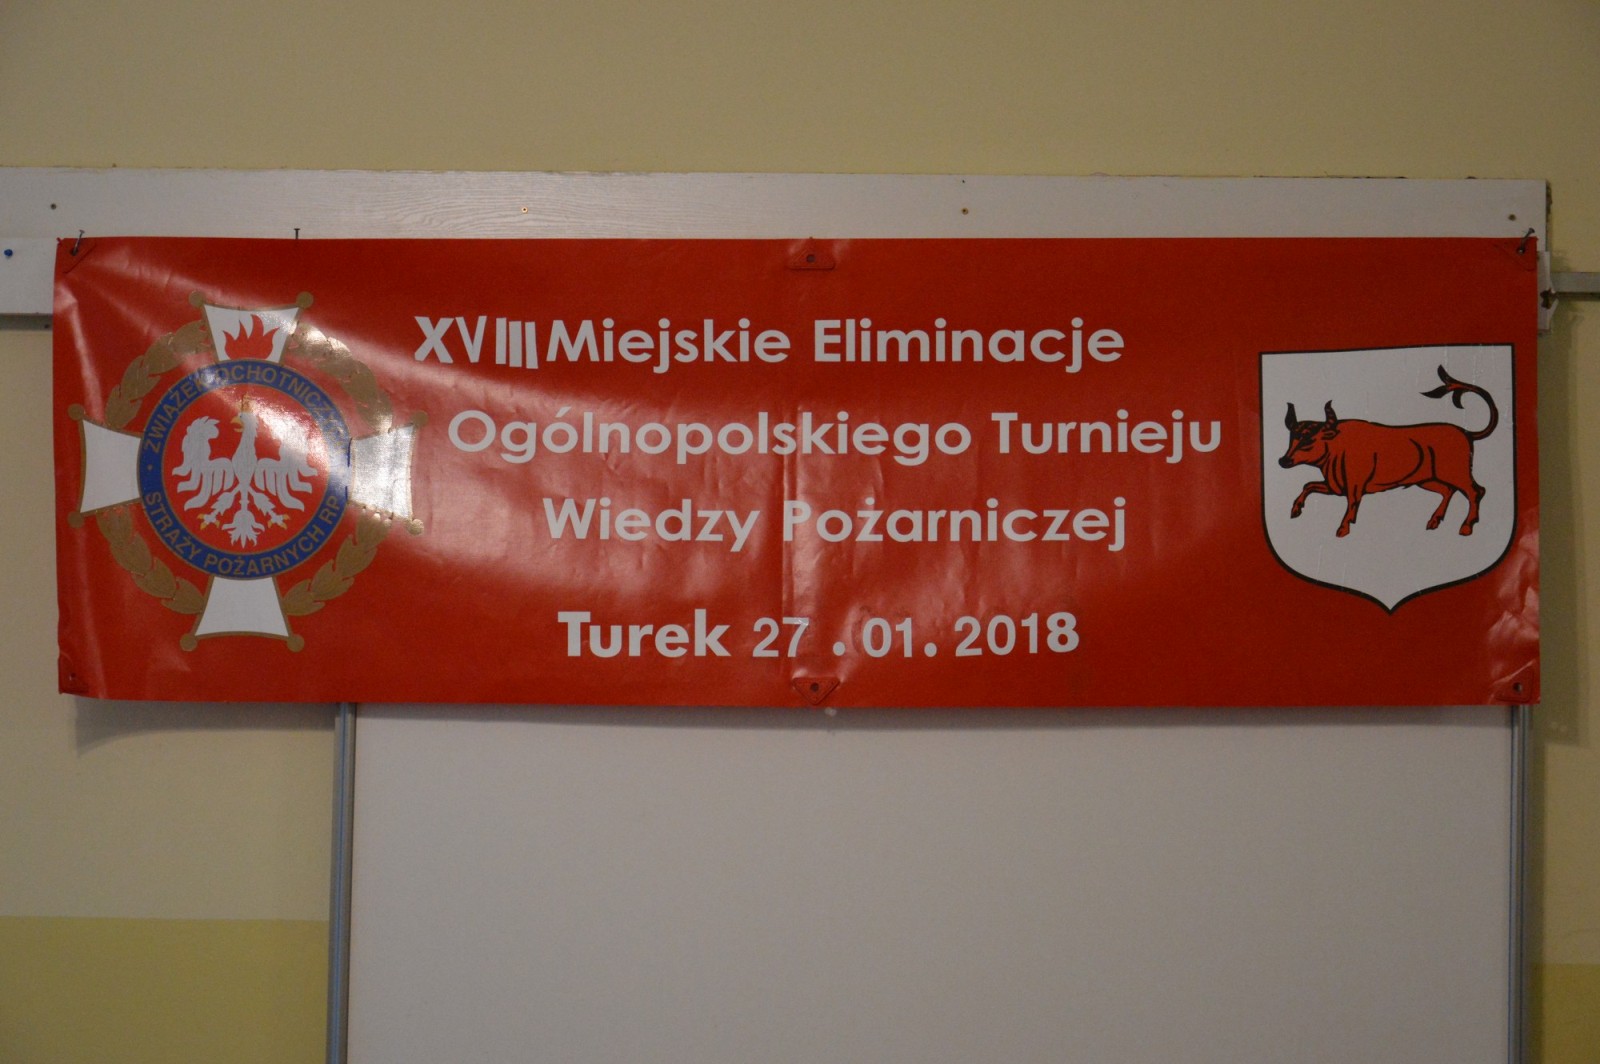 XVIII Miejskie Eliminacje
Ogólnopolskiego Turnieju
Wiedzy Pożarniczej
Turek 27.01.2018
ZWIĄZEK OCHOTNICZYCH
STRAŻY POŻARNYCH RP